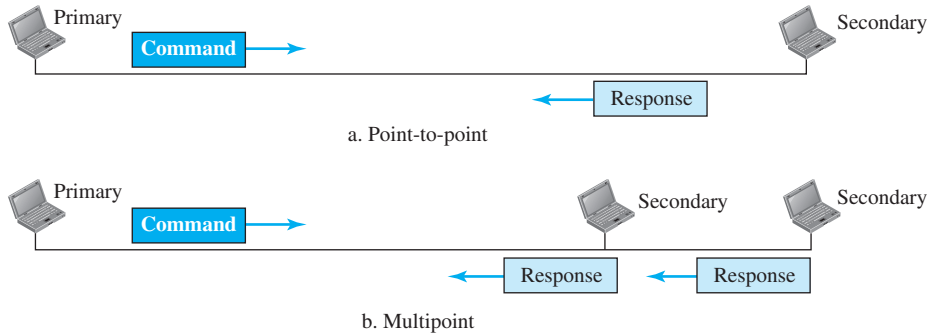 Primary
Secondary
Command
Response
a. Point-to-point
Primary
Secondary
Secondary
Command
Response
Response
b. Multipoint